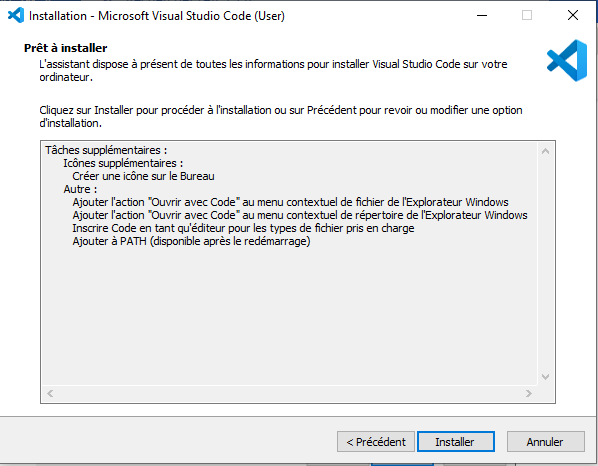 Installation - Microsoft Visual Studio Code (User)
Prêt à installer
L'assistant dispose à présent de toutes les informations pour installer Visual Studio Code sur votre
ordinateur.
Cliquez sur Installer pour procéder à l'installation ou sur Précédent pour revoir ou modifier une option
d'installation.
Tâches supplémentaires :
Icônes supplémentaires :
Créer une icône sur le Bureau
Autre :
Ajouter l'action "Ouvrir avec Code" au menu contextuel de fichier de l'Explorateur Windows
Ajouter l'action "Ouvrir avec Code" au menu contextuel de répertoire de l'Explorateur Windows
Inscrire Code en tant qu'éditeur pour les types de fichier pris en charge
Ajouter à PATH (disponible après le redémarrage)
< Précédent
Installer
Annuler